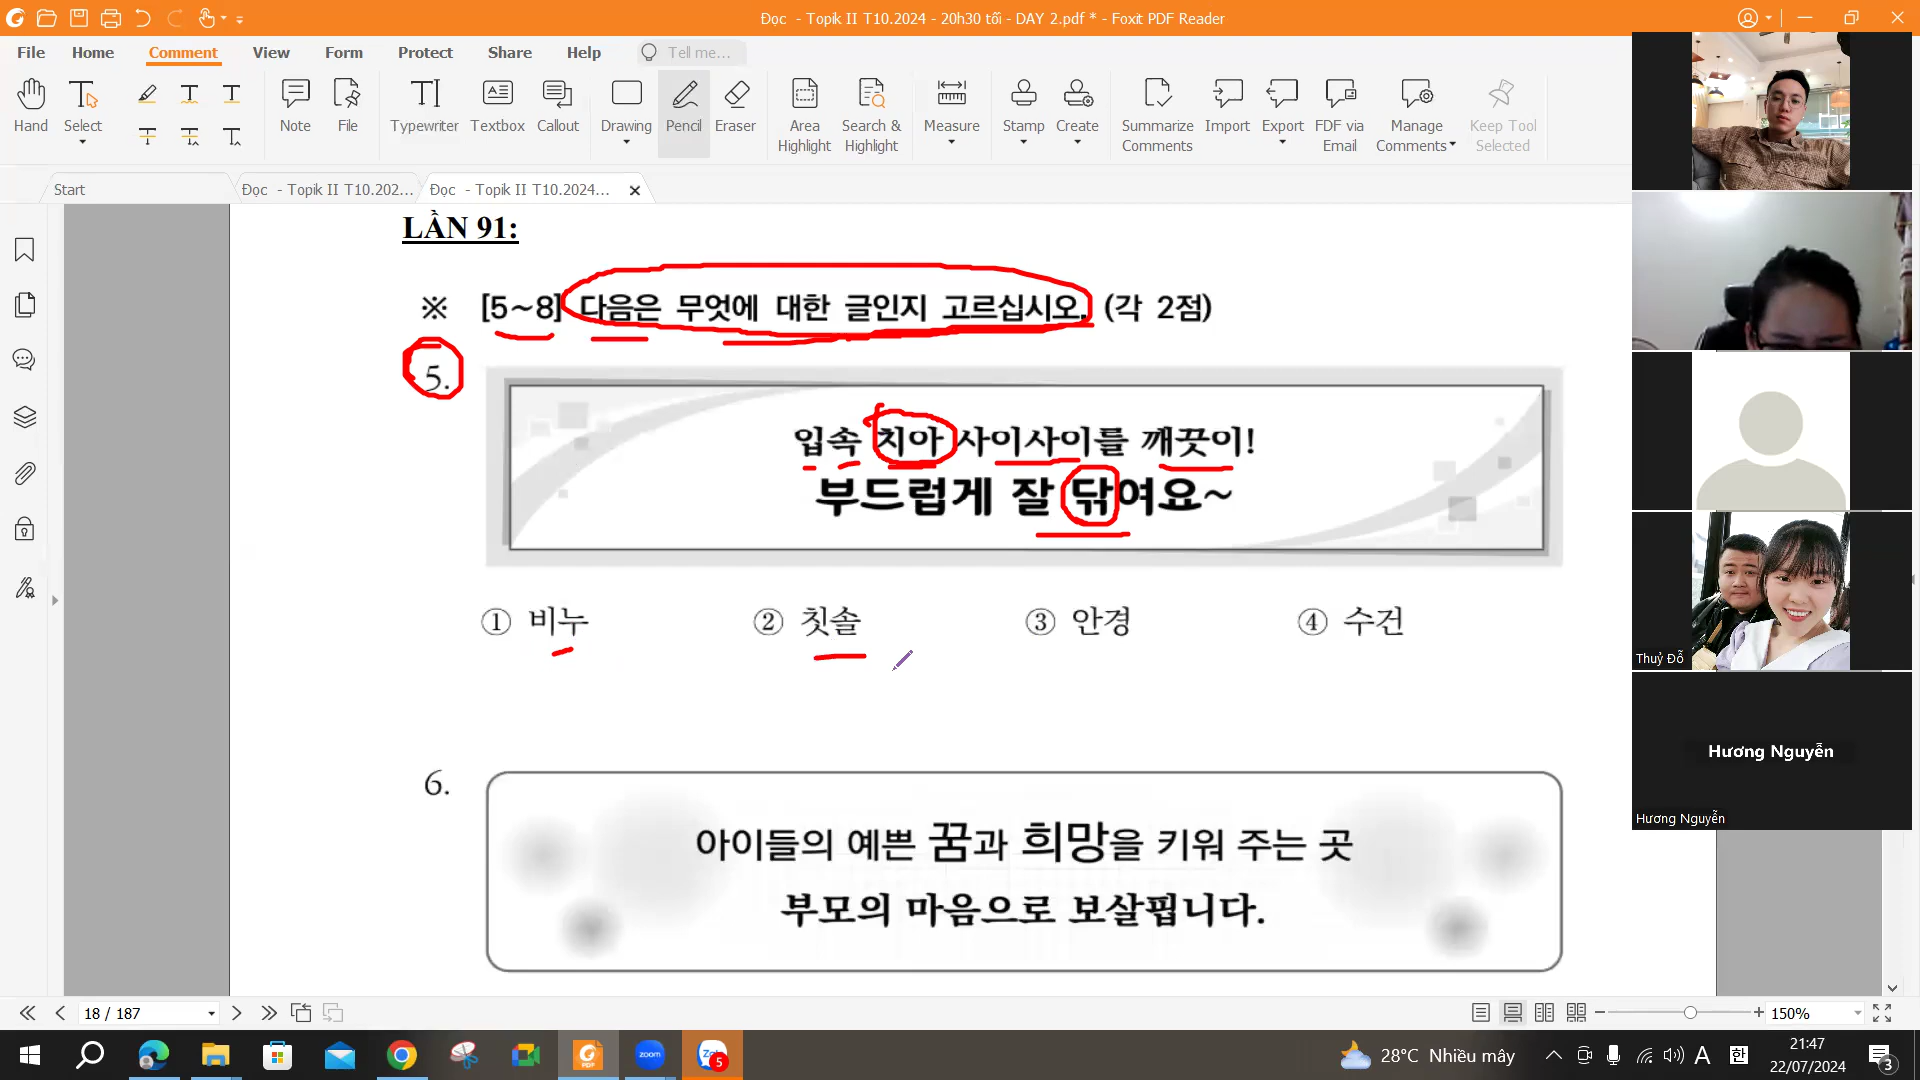 Đọc - Topik II T10.2024 - 20h30 tối - DAY 2.pdf * - Foxit PDF Reader
File Home Comment View Form Protect Share Help Tell me...
Hand Select Note File Typewriter Textbox Callout Drawing Pencil Eraser Area Highlight Search & Highlight Measure Stamp Create Summarize Comments Import Export FDF via Email Manage Comments Keep Tool Selected
Start Đọc - Topik II T10.202... Đọc - Topik II T10.2024...
LẦN 91:
※ [5~8] 다음은 무엇에 대한 글인지 고르십시오. (각 2점)
5.
입속 치아 사이사이를 깨끗이!
부드럽게 잘 닦여요~
① 비누 ② 칫솔 ③ 안경 ④ 수건
6.
아이들의 예쁜 꿈과 희망을 키워 주는 곳
부모의 마음으로 보살핍니다.
Thuỷ Đỗ
Hương Nguyễn
Hương Nguyễn
18 / 187
150%
PDF
zoom
Zalo
5
28°C Nhiều mây
A
한
21:47
22/07/2024
3